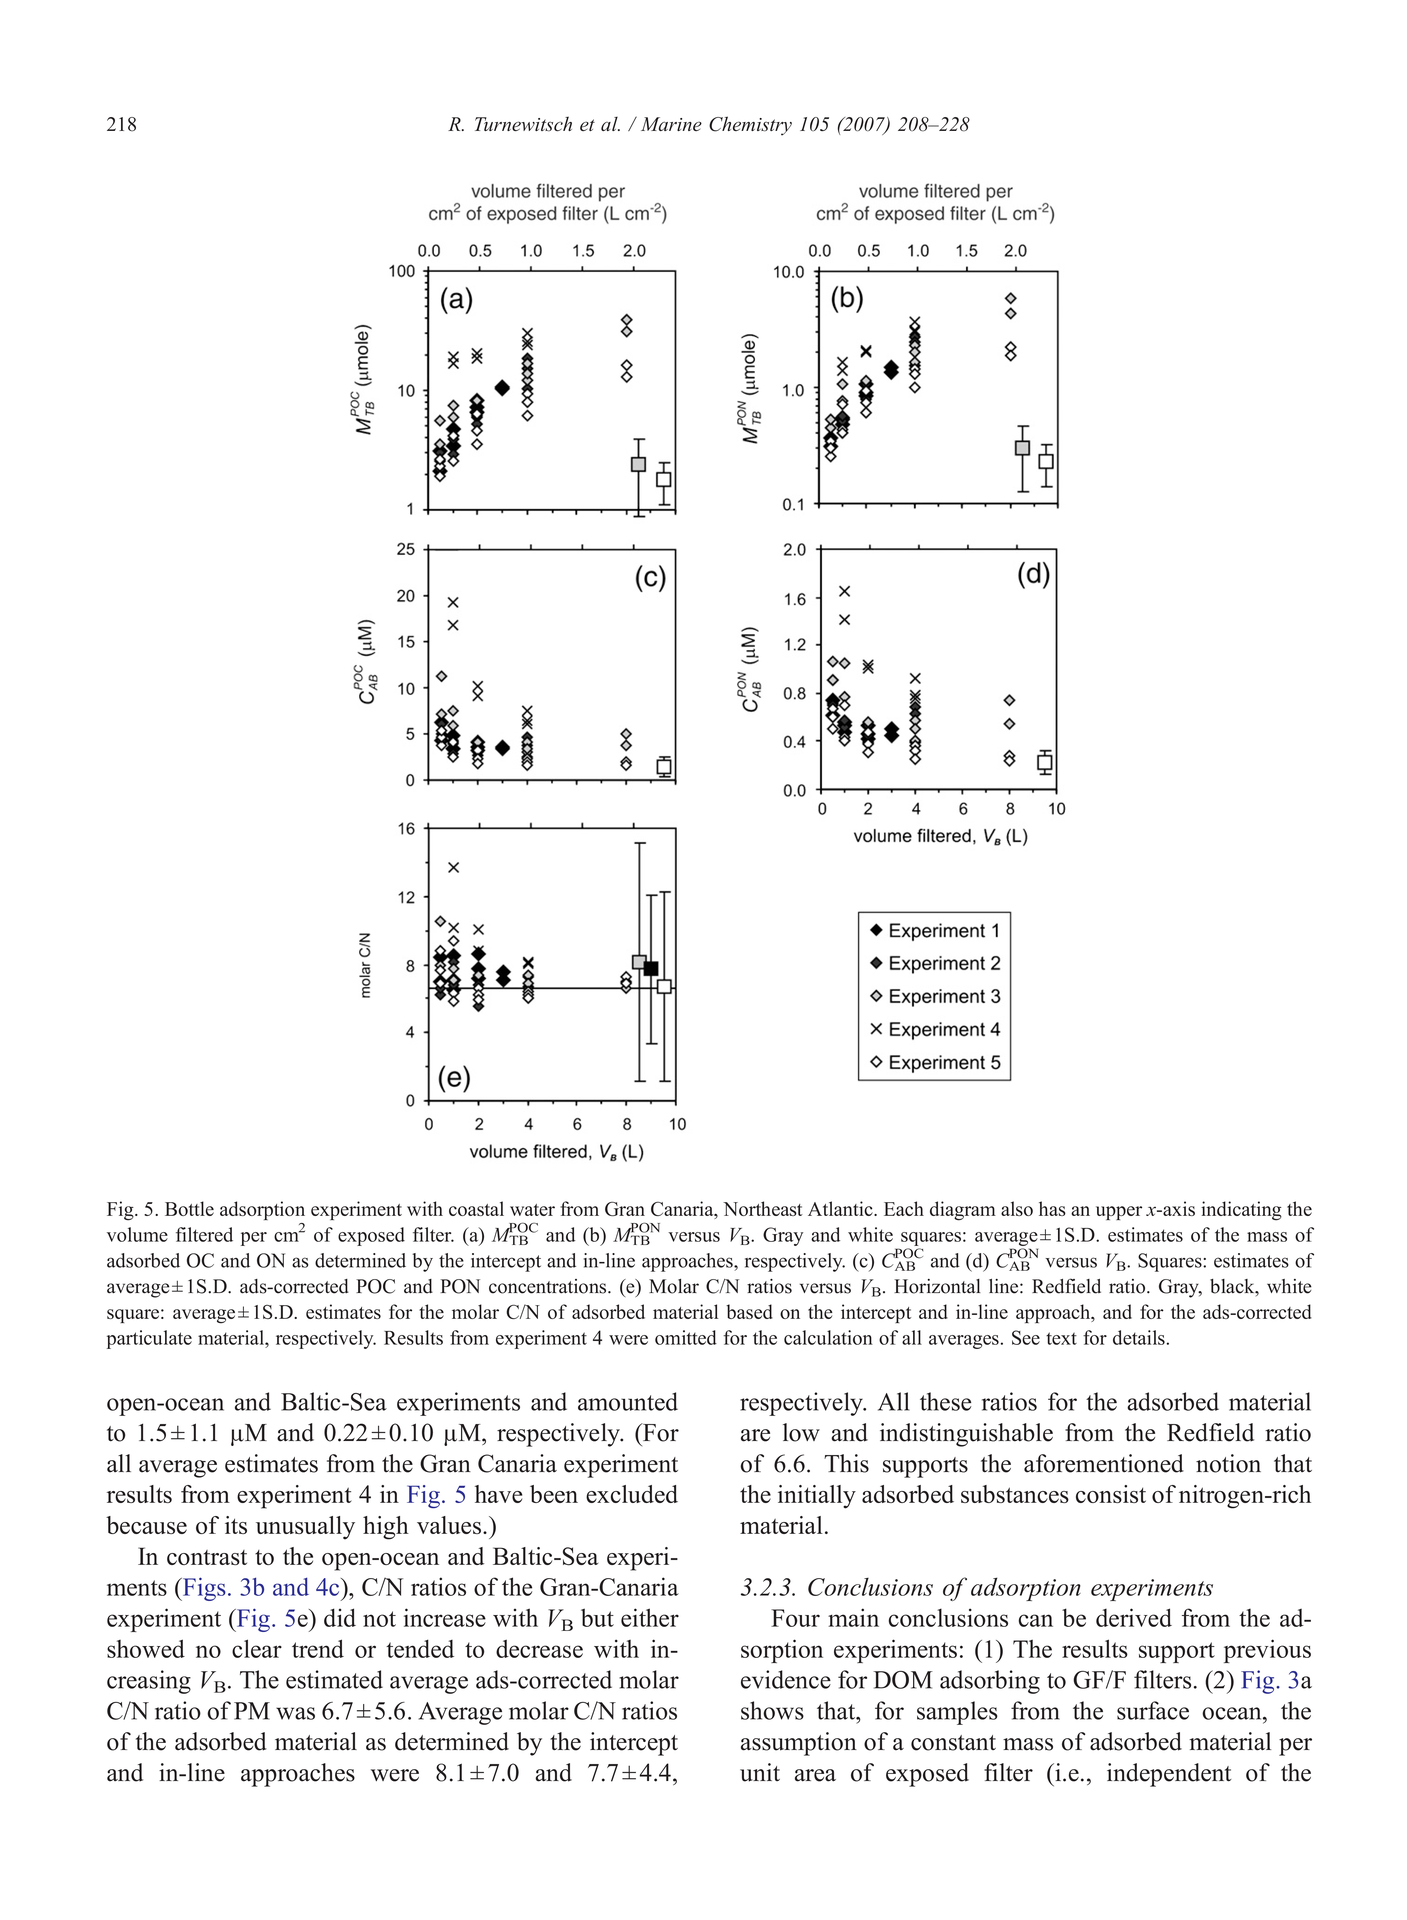 218
R. Turnewitsch et al. / Marine Chemistry 105 (2007) 208–228
volume filtered per
cm² of exposed filter (L cm⁻²)
0.0 0.5 1.0 1.5 2.0
100
10
1
(a)
M_TB^POC (µmole)
volume filtered per
cm² of exposed filter (L cm⁻²)
0.0 0.5 1.0 1.5 2.0
10.0
1.0
0.1
(b)
M_TB^PON (µmole)
25
20
15
10
5
0
(c)
C_AB^POC (µM)
2.0
1.6
1.2
0.8
0.4
0.0
(d)
C_AB^PON (µM)
0 2 4 6 8 10
volume filtered, V_B (L)
16
12
8
4
0
(e)
molar C/N
0 2 4 6 8 10
volume filtered, V_B (L)
Experiment 1
Experiment 2
Experiment 3
Experiment 4
Experiment 5
Fig. 5. Bottle adsorption experiment with coastal water from Gran Canaria, Northeast Atlantic. Each diagram also has an upper x-axis indicating the
volume filtered per cm² of exposed filter. (a) M_TB^POC and (b) M_TB^PON versus V_B. Gray and white squares: average±1S.D. estimates of the mass of
adsorbed OC and ON as determined by the intercept and in-line approaches, respectively. (c) C_AB^POC and (d) C_AB^PON versus V_B. Squares: estimates of
average±1S.D. ads-corrected POC and PON concentrations. (e) Molar C/N ratios versus V_B. Horizontal line: Redfield ratio. Gray, black, white
square: average±1S.D. estimates for the molar C/N of adsorbed material based on the intercept and in-line approach, and for the ads-corrected
particulate material, respectively. Results from experiment 4 were omitted for the calculation of all averages. See text for details.
open-ocean and Baltic-Sea experiments and amounted
to 1.5±1.1 µM and 0.22±0.10 µM, respectively. (For
all average estimates from the Gran Canaria experiment
results from experiment 4 in Fig. 5 have been excluded
because of its unusually high values.)
In contrast to the open-ocean and Baltic-Sea experi-
ments (Figs. 3b and 4c), C/N ratios of the Gran-Canaria
experiment (Fig. 5e) did not increase with V_B but either
showed no clear trend or tended to decrease with in-
creasing V_B. The estimated average ads-corrected molar
C/N ratio of PM was 6.7±5.6. Average molar C/N ratios
of the adsorbed material as determined by the intercept
and in-line approaches were 8.1±7.0 and 7.7±4.4,
respectively. All these ratios for the adsorbed material
are low and indistinguishable from the Redfield ratio
of 6.6. This supports the aforementioned notion that
the initially adsorbed substances consist of nitrogen-rich
material.
3.2.3. Conclusions of adsorption experiments
Four main conclusions can be derived from the ad-
sorption experiments: (1) The results support previous
evidence for DOM adsorbing to GF/F filters. (2) Fig. 3a
shows that, for samples from the surface ocean, the
assumption of a constant mass of adsorbed material per
unit area of exposed filter (i.e., independent of the